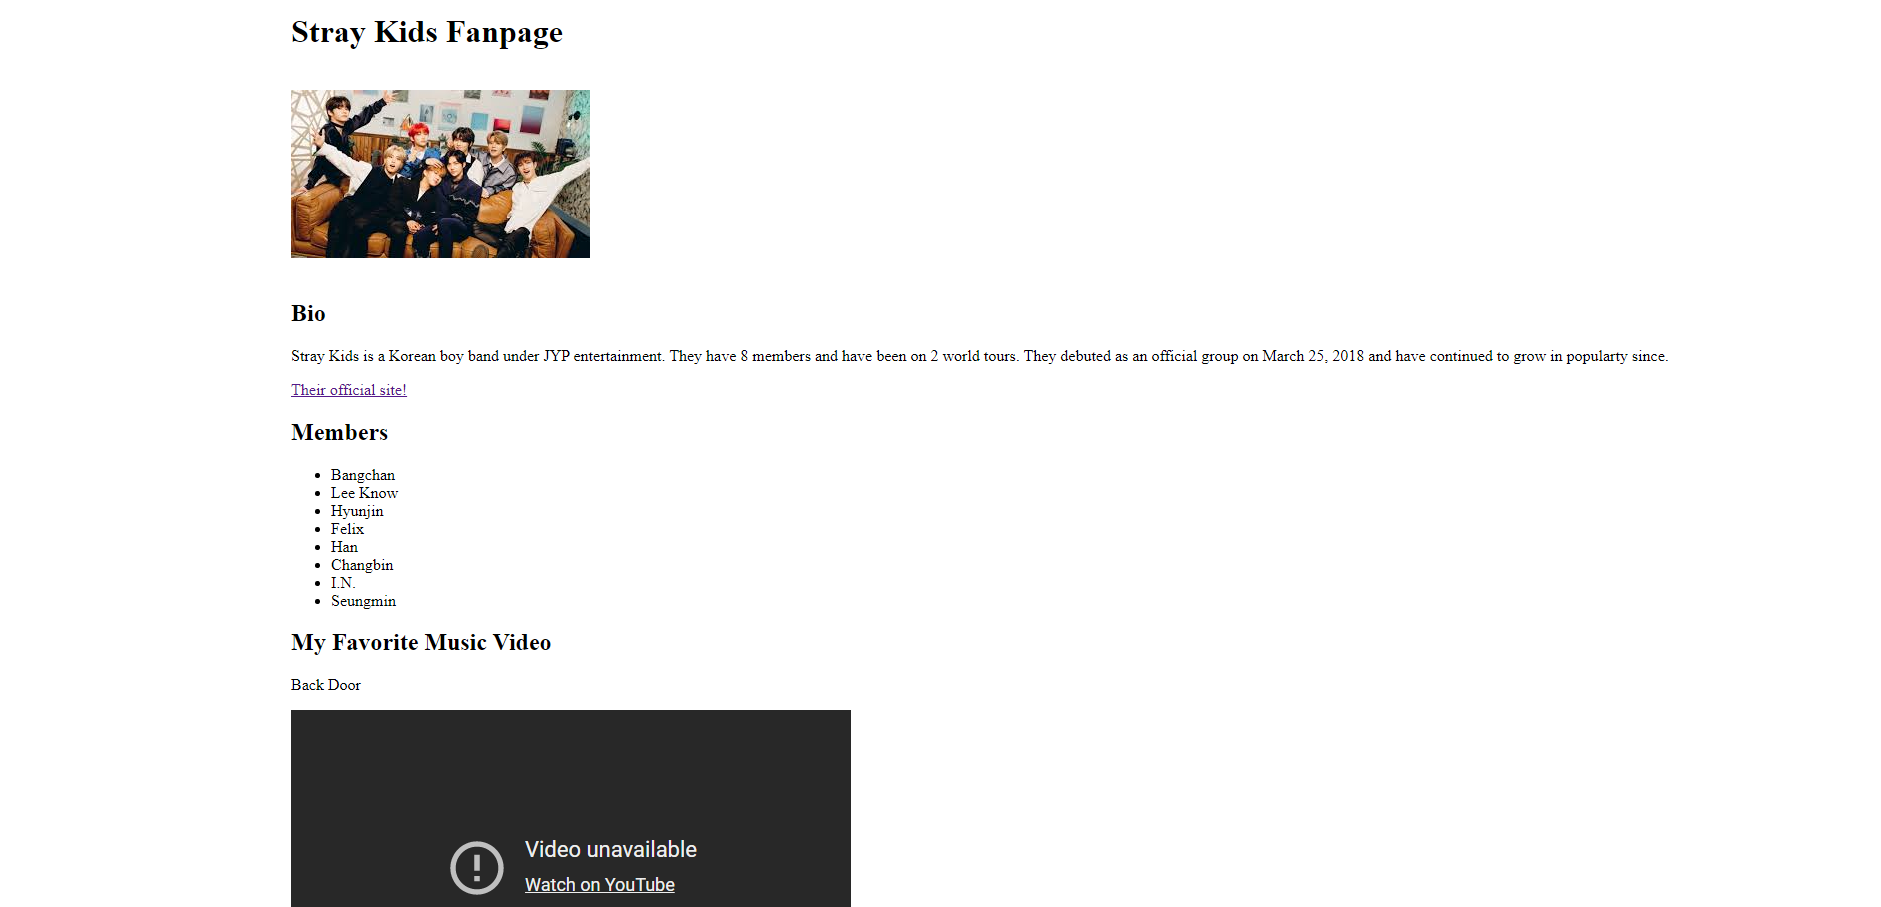 Stray Kids Fanpage
Bio
Stray Kids is a Korean boy band under JYP entertainment. They have 8 members and have been on 2 world tours. They debuted as an official group on March 25, 2018 and have continued to grow in popularty since.
Their official site!
Members
Bangchan
Lee Know
Hyunjin
Felix
Han
Changbin
I.N.
Seungmin
My Favorite Music Video
Back Door
Video unavailable
Watch on YouTube